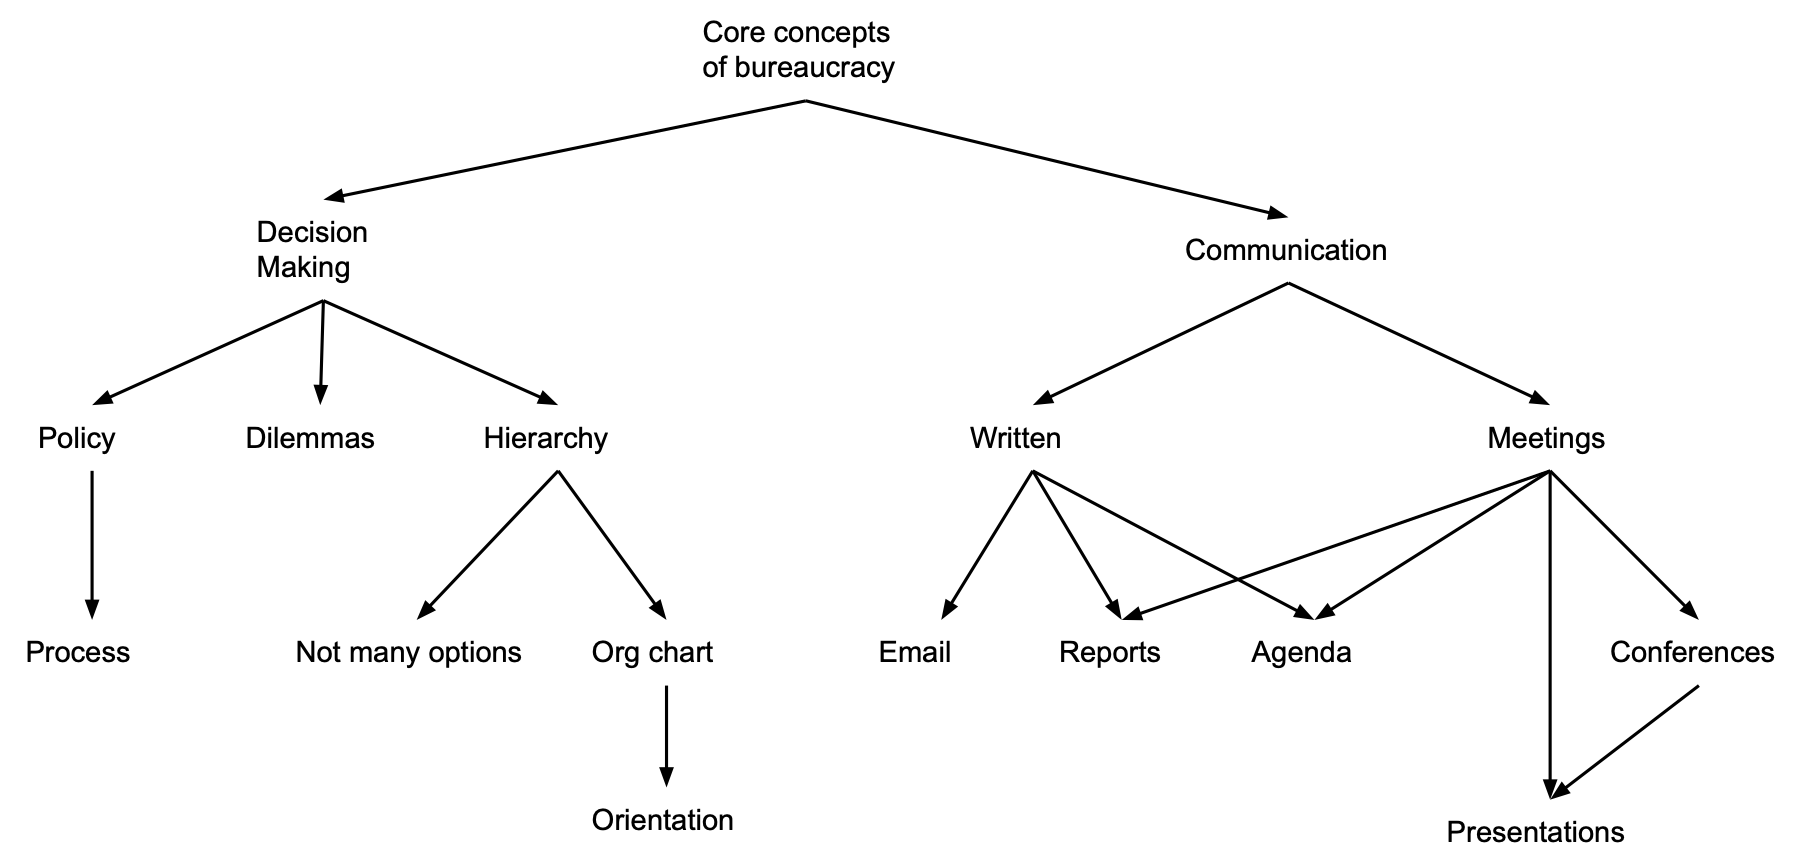 Core concepts
of bureaucracy
Decision
Making
Communication
Policy
Dilemmas
Hierarchy
Written
Meetings
Process
Not many options
Org chart
Email
Reports
Agenda
Conferences
Orientation
Presentations